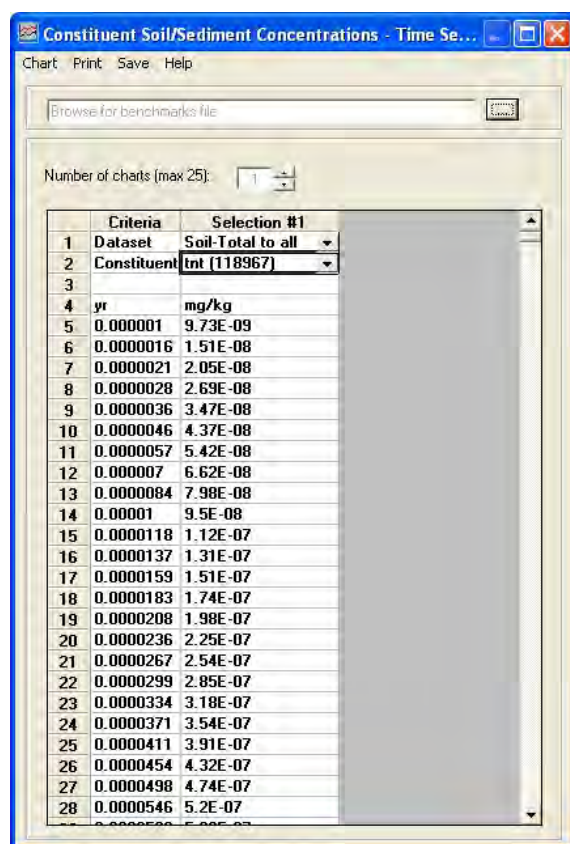 Constituent Soil/Sediment Concentrations - Time Se...
Chart Print Save Help
Browse for benchmarks file
Number of charts (max 25): 1
Criteria Selection #1
1 Dataset Soil-Total to all
2 Constituent tnt (118967)
3
4 yr mg/kg
5 0.000001 9.73E-09
6 0.0000016 1.51E-08
7 0.0000021 2.05E-08
8 0.0000028 2.69E-08
9 0.0000036 3.47E-08
10 0.0000046 4.37E-08
11 0.0000057 5.42E-08
12 0.000007 6.62E-08
13 0.0000084 7.98E-08
14 0.00001 9.5E-08
15 0.0000118 1.12E-07
16 0.0000137 1.31E-07
17 0.0000159 1.51E-07
18 0.0000183 1.74E-07
19 0.0000208 1.98E-07
20 0.0000236 2.25E-07
21 0.0000267 2.54E-07
22 0.0000299 2.85E-07
23 0.0000334 3.18E-07
24 0.0000371 3.54E-07
25 0.0000411 3.91E-07
26 0.0000454 4.32E-07
27 0.0000498 4.74E-07
28 0.0000546 5.2E-07